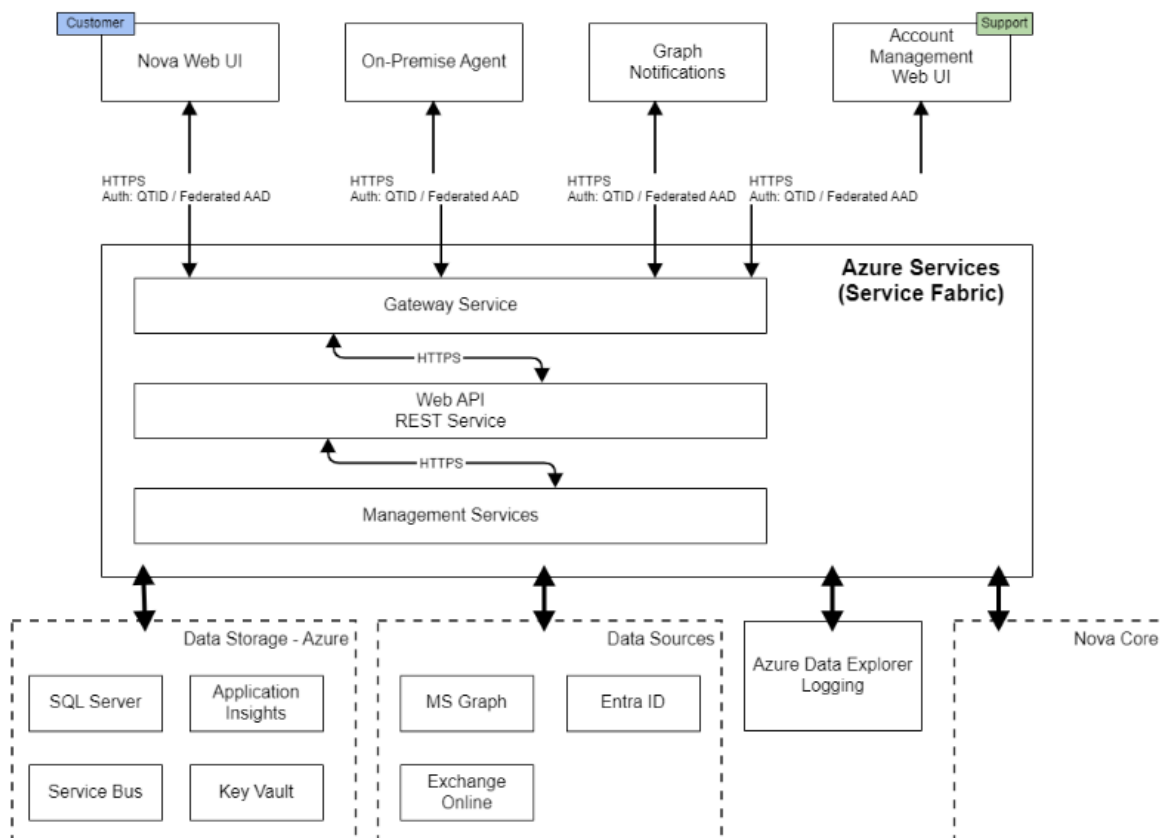 Customer
Support
Nova Web UI
On-Premise Agent
Graph
Notifications
Account
Management
Web UI
HTTPS
Auth: QTID / Federated AAD
HTTPS
Auth: QTID / Federated AAD
HTTPS
Auth: QTID / Federated AAD
HTTPS
Auth: QTID / Federated AAD
Azure Services
(Service Fabric)
Gateway Service
HTTPS
Web API
REST Service
HTTPS
Management Services
Data Storage - Azure
SQL Server
Application
Insights
Service Bus
Key Vault
Data Sources
MS Graph
Entra ID
Exchange
Online
Azure Data Explorer
Logging
Nova Core